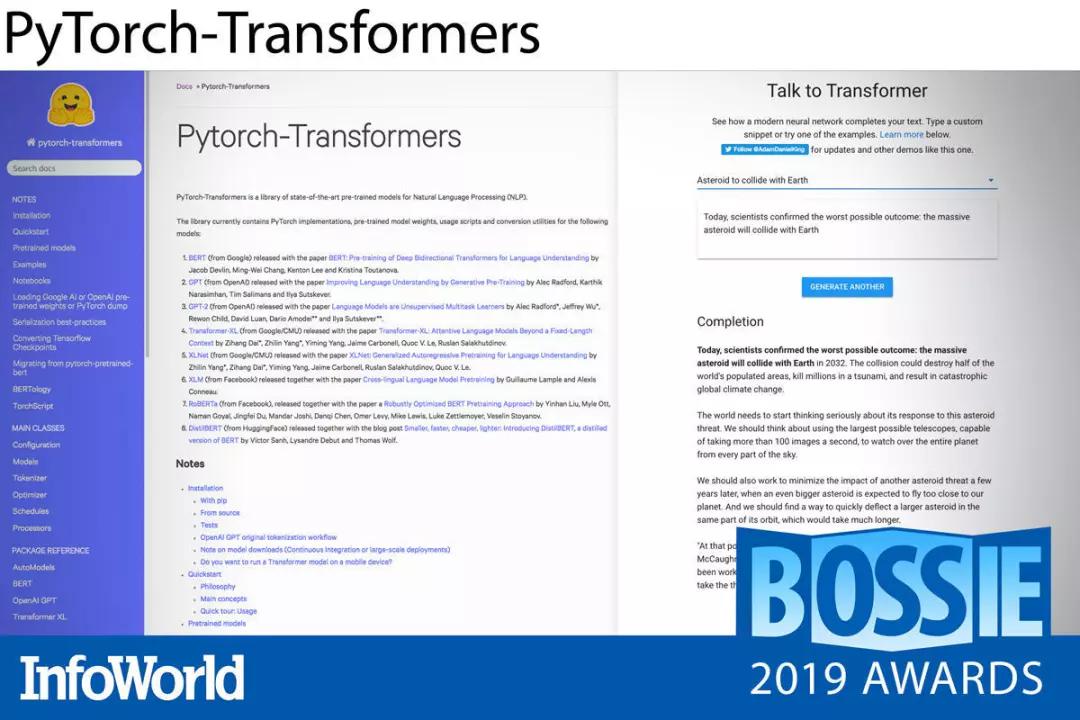 PyTorch-Transformers
pytorch-transformers
Search docs
NOTES
Installation
Quickstart
Pretrained models
Examples
Notebooks
Loading Google AI or OpenAI pre-
trained weights or PyTorch dump
Serialization best-practices
Converting Tensorflow
Checkpoints
Migrating from pytorch-pretrained-
bert
BERTology
TorchScript
MAIN CLASSES
Configuration
Models
Tokenizer
Optimizer
Schedules
Processors
PACKAGE REFERENCE
AutoModels
BERT
OpenAI GPT
Transformer XL
Docs » Pytorch-Transformers
Pytorch-Transformers
PyTorch-Transformers is a library of state-of-the-art pre-trained models for Natural Language Processing (NLP).
The library currently contains PyTorch implementations, pre-trained model weights, usage scripts and conversion utilities for the following
models:
1. BERT (from Google) released with the paper BERT: Pre-training of Deep Bidirectional Transformers for Language Understanding by
Jacob Devlin, Ming-Wei Chang, Kenton Lee and Kristina Toutanova.
2. GPT (from OpenAI) released with the paper Improving Language Understanding by Generative Pre-Training by Alec Radford, Karthik
Narasimhan, Tim Salimans and Ilya Sutskever.
3. GPT-2 (from OpenAI) released with the paper Language Models are Unsupervised Multitask Learners by Alec Radford*, Jeffrey Wu*,
Rewon Child, David Luan, Dario Amodei** and Ilya Sutskever**.
4. Transformer-XL (from Google/CMU) released with the paper Transformer-XL: Attentive Language Models Beyond a Fixed-Length
Context by Zihang Dai*, Zhilin Yang*, Yiming Yang, Jaime Carbonell, Quoc V. Le, Ruslan Salakhutdinov.
5. XLNet (from Google/CMU) released with the paper XLNet: Generalized Autoregressive Pretraining for Language Understanding by
Zhilin Yang*, Zihang Dai*, Yiming Yang, Jaime Carbonell, Ruslan Salakhutdinov, Quoc V. Le.
6. XLM (from Facebook) released together with the paper Cross-lingual Language Model Pretraining by Guillaume Lample and Alexis
Conneau.
7. RoBERTa (from Facebook), released together with the paper a Robustly Optimized BERT Pretraining Approach by Yinhan Liu, Myle Ott,
Naman Goyal, Jingfei Du, Mandar Joshi, Danqi Chen, Omer Levy, Mike Lewis, Luke Zettlemoyer, Veselin Stoyanov.
8. DistilBERT (from HuggingFace) released together with the blog post Smaller, faster, cheaper, lighter: Introducing DistilBERT, a distilled
version of BERT by Victor Sanh, Lysandre Debut and Thomas Wolf.
Notes
Installation
With pip
From source
Tests
OpenAI GPT original tokenization workflow
Note on model downloads (Continuous Integration or large-scale deployments)
Do you want to run a Transformer model on a mobile device?
Quickstart
Philosophy
Main concepts
Quick tour: Usage
Pretrained models
Talk to Transformer
See how a modern neural network completes your text. Type a custom
snippet or try one of the examples. Learn more below.
Follow @AdamDanielKing for updates and other demos like this one.
Asteroid to collide with Earth
Today, scientists confirmed the worst possible outcome: the massive
asteroid will collide with Earth
GENERATE ANOTHER
Completion
Today, scientists confirmed the worst possible outcome: the massive
asteroid will collide with Earth in 2032. The collision could destroy half of the
world's populated areas, kill millions in a tsunami, and result in catastrophic
global climate change.
The world needs to start thinking seriously about its response to this asteroid
threat. We should think about using the largest possible telescopes, capable
of taking more than 100 images a second, to watch over the entire planet
from every part of the sky.
We should also work to minimize the impact of another asteroid threat a few
years later, when an even bigger asteroid is expected to fly too close to our
planet. And we should find a way to quickly deflect a larger asteroid in the
same part of its orbit, which would take much longer.
"At that
McCaughr
been work
take the
BOSSIE
2019 AWARDS
InfoWorld